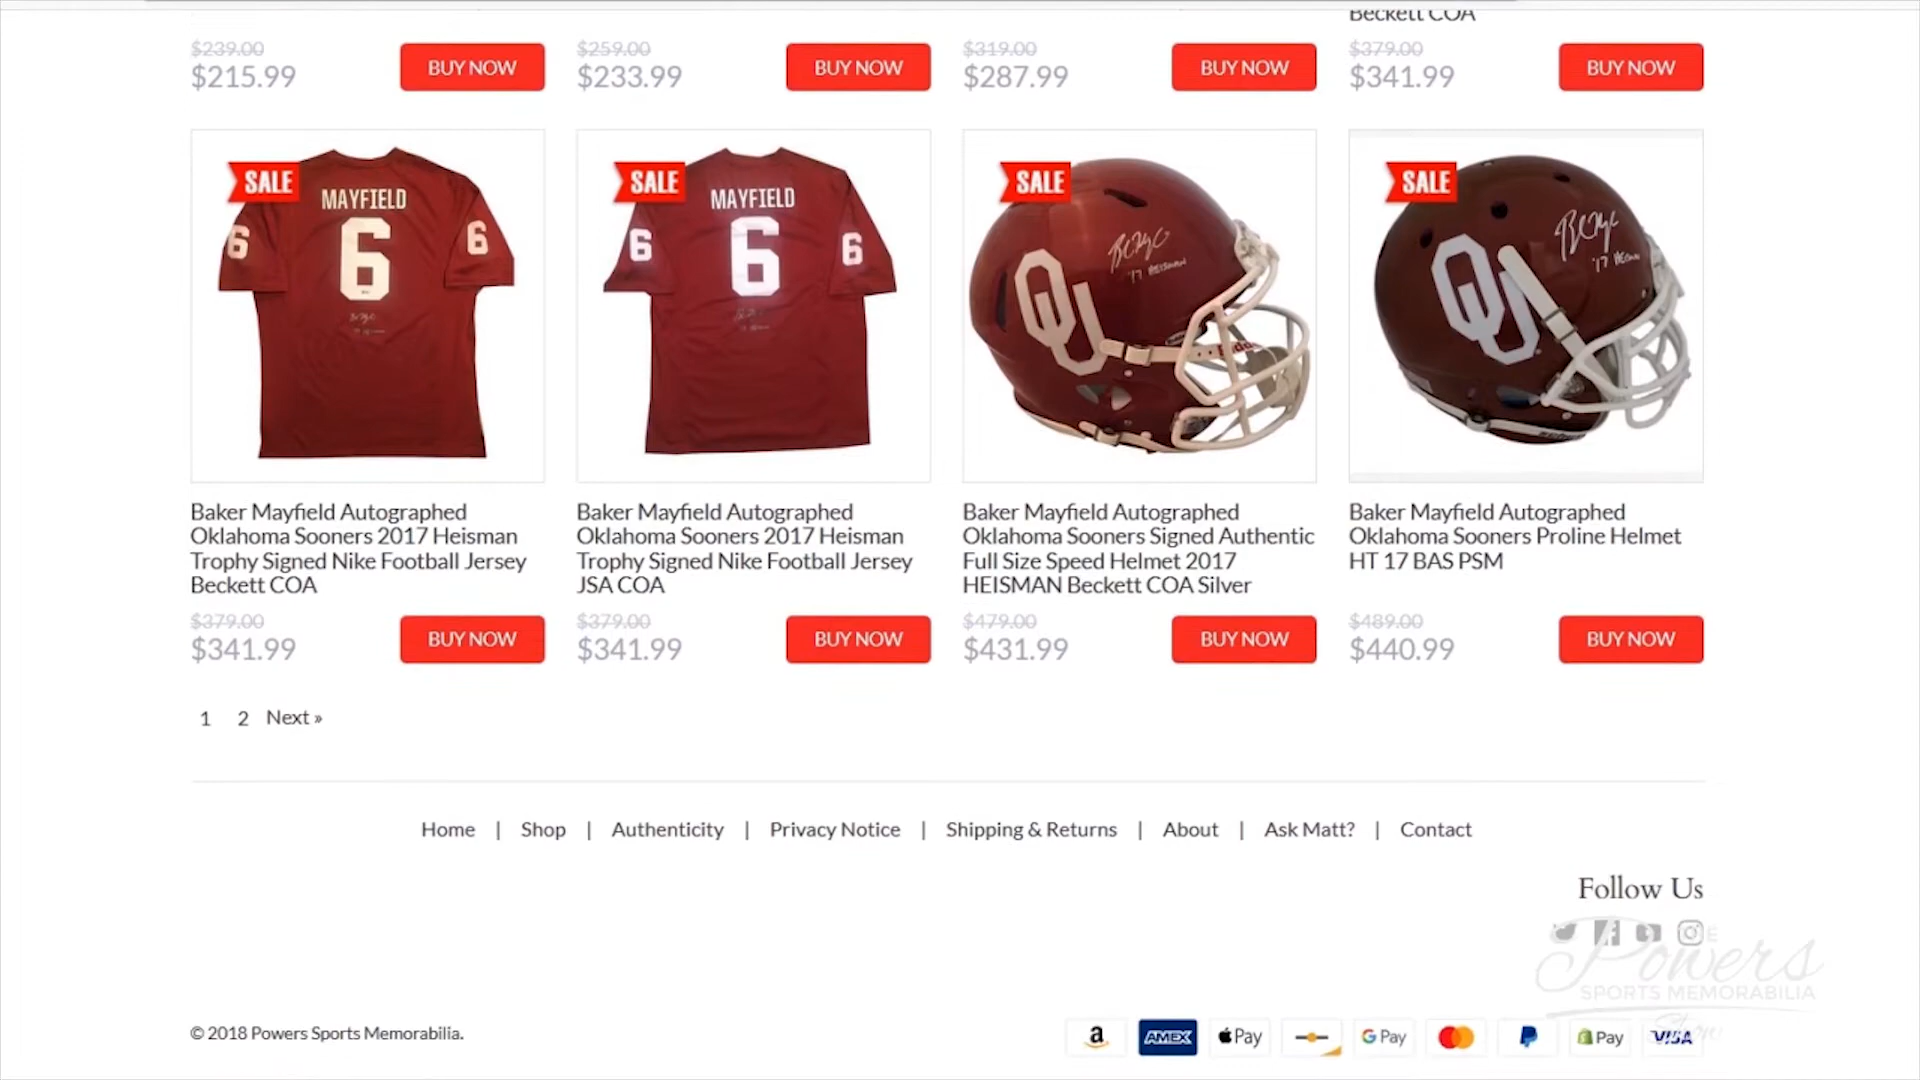 Beckett COA
$239.00
$215.99
BUY NOW
$259.00
$233.99
BUY NOW
$319.00
$287.99
BUY NOW
$379.00
$341.99
BUY NOW
SALE
MAYFIELD
6
6
6
SALE
MAYFIELD
6
6
6
SALE
OU
'17 HEISMAN
SALE
OU
Baker Mayfield Autographed
Oklahoma Sooners 2017 Heisman
Trophy Signed Nike Football Jersey
Beckett COA
$379.00
$341.99
BUY NOW
Baker Mayfield Autographed
Oklahoma Sooners 2017 Heisman
Trophy Signed Nike Football Jersey
JSA COA
$379.00
$341.99
BUY NOW
Baker Mayfield Autographed
Oklahoma Sooners Signed Authentic
Full Size Speed Helmet 2017
HEISMAN Beckett COA Silver
$479.00
$431.99
BUY NOW
Baker Mayfield Autographed
Oklahoma Sooners Proline Helmet
HT 17 BAS PSM
$489.00
$440.99
BUY NOW
1 2 Next »
Home | Shop | Authenticity | Privacy Notice | Shipping & Returns | About | Ask Matt? | Contact
Follow Us
Powers
SPORTS MEMORABILIA
Show
© 2018 Powers Sports Memorabilia.
a AMEX Pay G Pay Pay VISA